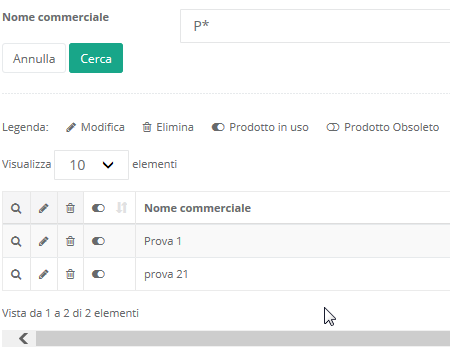 Nome commerciale
P*
Annulla Cerca
Legenda: Modifica Elimina Prodotto in uso Prodotto Obsoleto
Visualizza 10 elementi
Nome commerciale
Prova 1
prova 21
Vista da 1 a 2 di 2 elementi